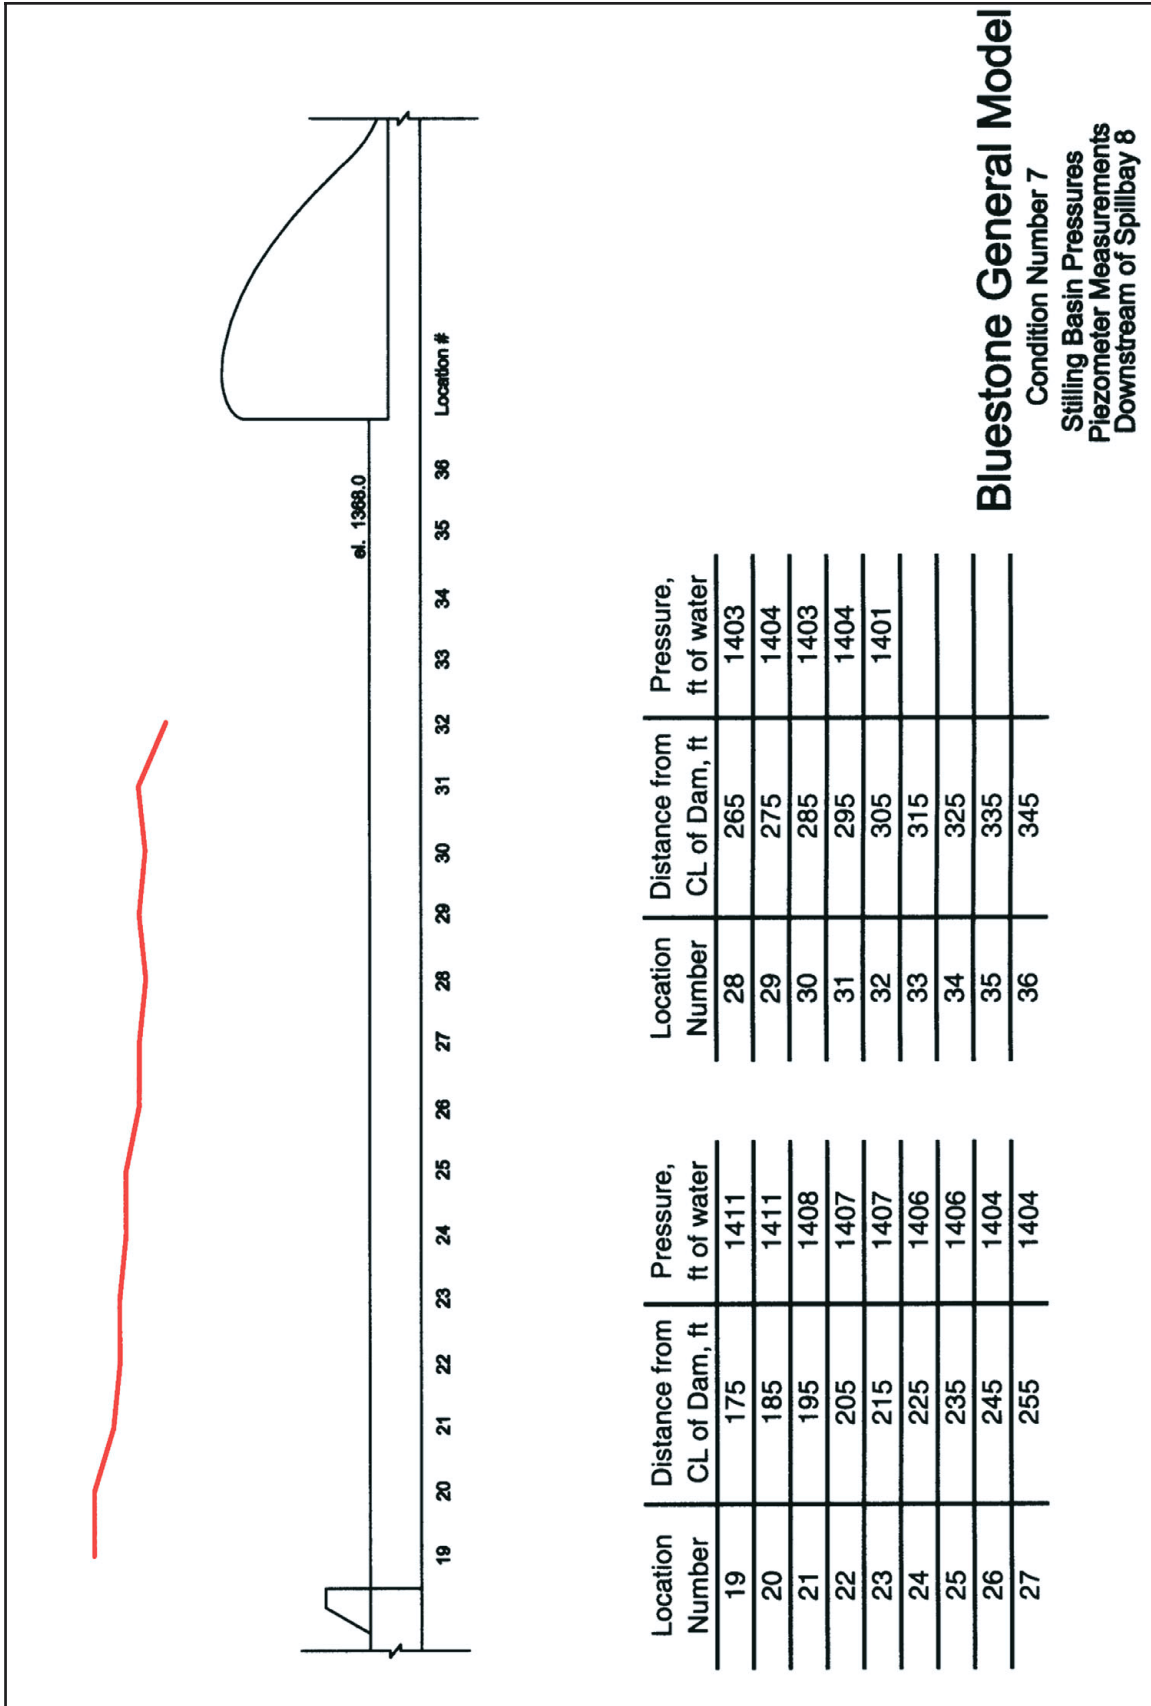 el. 1368.0
19 20 21 22 23 24 25 26 27 28 29 30 31 32 33 34 35 36 Location #
Location Distance from Pressure,
Number CL of Dam, ft ft of water
19 175 1411
20 185 1411
21 195 1408
22 205 1407
23 215 1407
24 225 1406
25 235 1406
26 245 1404
27 255 1404
Location Distance from Pressure,
Number CL of Dam, ft ft of water
28 265 1403
29 275 1404
30 285 1403
31 295 1404
32 305 1401
33 315
34 325
35 335
36 345
Bluestone General Model
Condition Number 7
Stilling Basin Pressures
Piezometer Measurements
Downstream of Spillbay 8